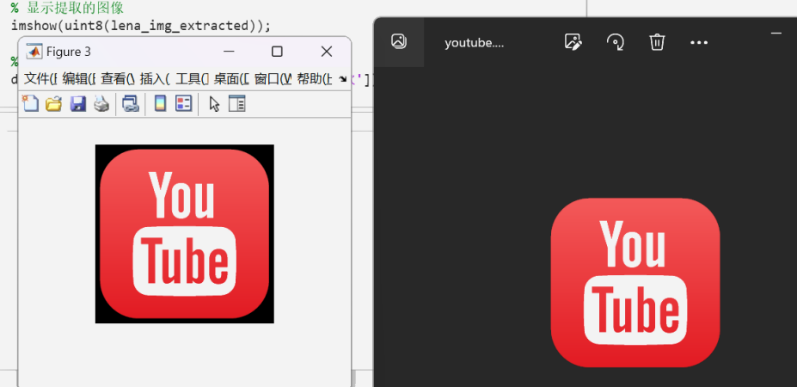 % 显示提取的图像
imshow(uint8(lena_img_extracted));
Figure 3
%
文件(E 编辑(E 查看(V 插入(I 工具(T 桌面(D 窗口(W 帮助(H
'])
You
Tube
youtube....
You
Tube